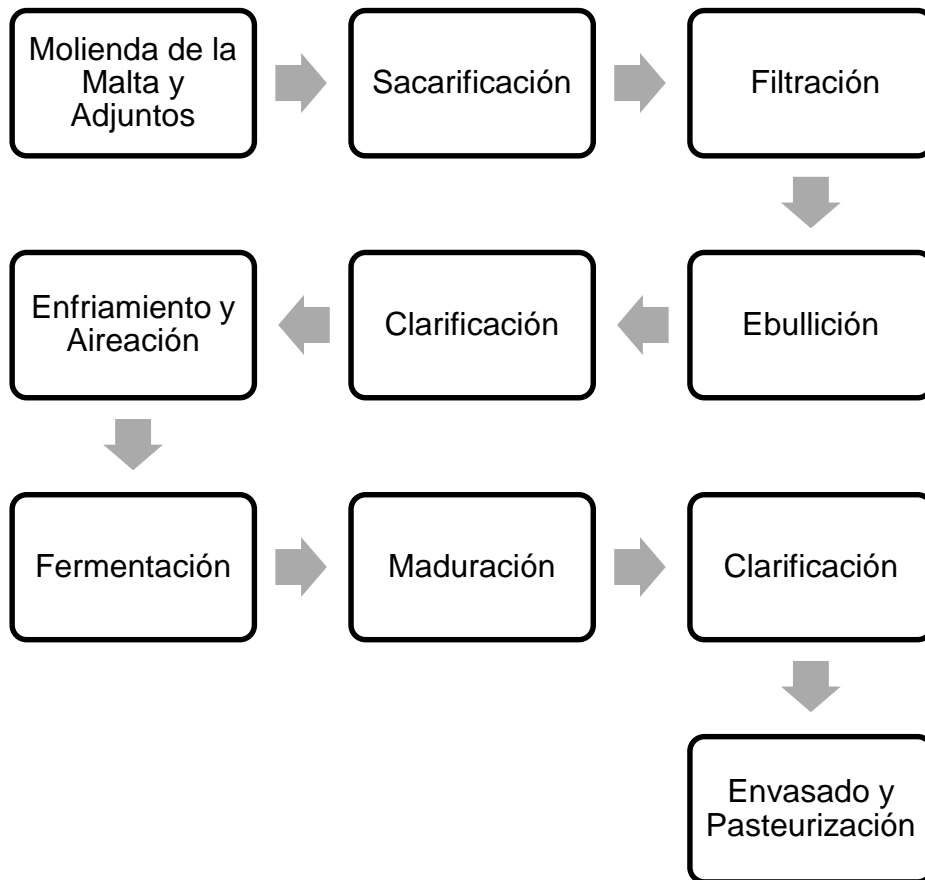 Molienda de la
Malta y
Adjuntos
Sacarificación
Filtración
Ebullición
Clarificación
Enfriamiento y
Aireación
Fermentación
Maduración
Clarificación
Envasado y
Pasteurización